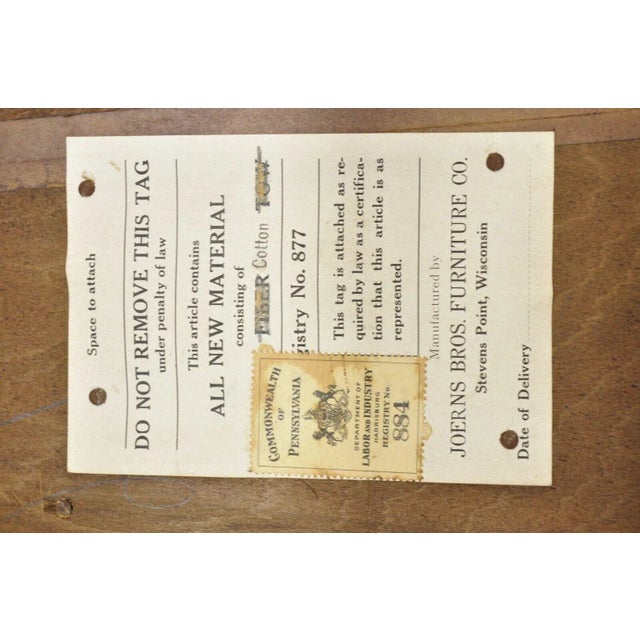 Space to attach
DO NOT REMOVE THIS TAG
under penalty of law
This article contains
ALL NEW MATERIAL
consisting of
FIBER Cotton TOW
gistry No. 877
This tag is attached as re-
quired by law as a certifica-
tion that this article is as
represented.
Manufactured by
JOERNS BROS. FURNITURE CO.
Stevens Point, Wisconsin
Date of Delivery
COMMONWEALTH
OF
PENNSYLVANIA
DEPARTMENT OF
LABOR AND INDUSTRY
HARRISBURG
REGISTRY No.
884